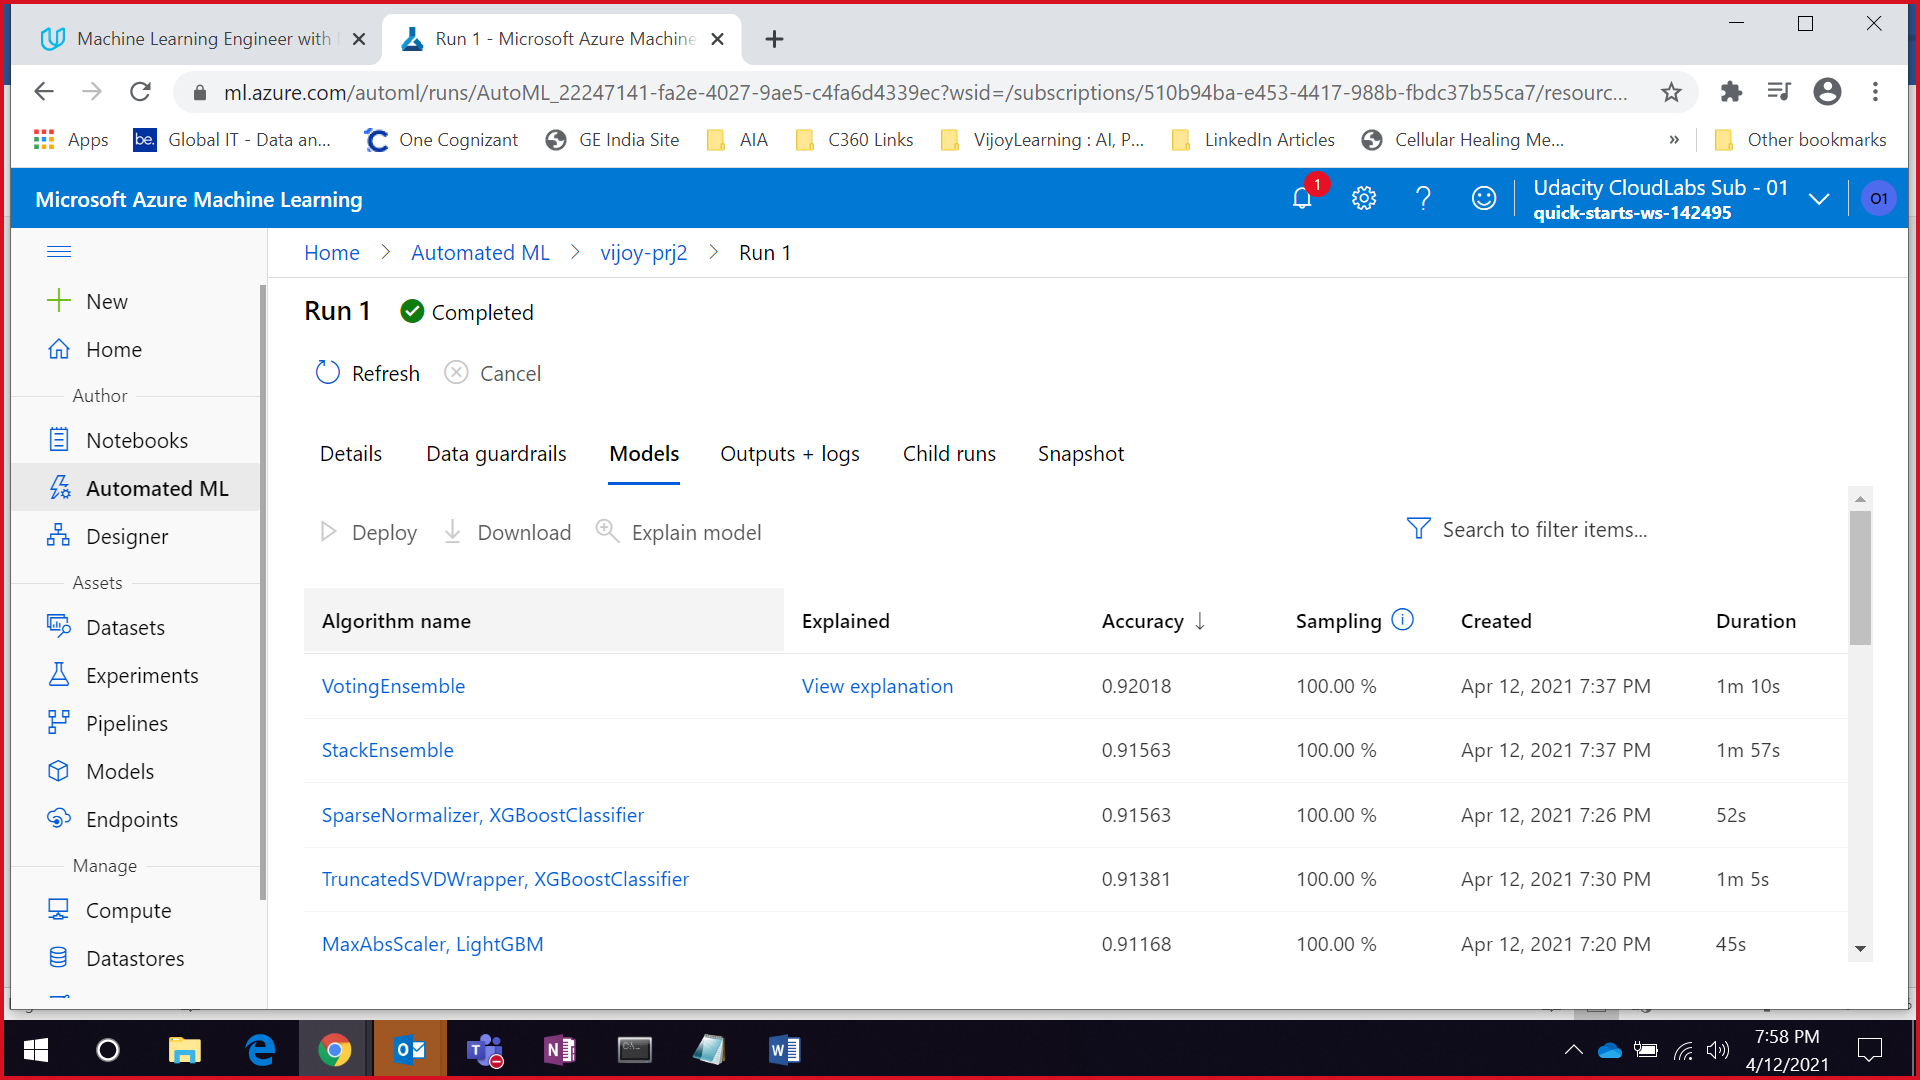 Machine Learning Engineer with
Run 1 - Microsoft Azure Machine
ml.azure.com/automl/runs/AutoML_22247141-fa2e-4027-9ae5-c4fa6d4339ec?wsid=/subscriptions/510b94ba-e453-4417-988b-fbdc37b55ca7/resourc...
Apps be. Global IT - Data an... One Cognizant GE India Site AIA C360 Links VijoyLearning : AI, P... LinkedIn Articles Cellular Healing Me... » Other bookmarks
Microsoft Azure Machine Learning
1
Udacity CloudLabs Sub - 01
quick-starts-ws-142495
O1
Home > Automated ML > vijoy-prj2 > Run 1
New
Home
Author
Notebooks
Automated ML
Designer
Assets
Datasets
Experiments
Pipelines
Models
Endpoints
Manage
Compute
Datastores
Run 1 Completed
Refresh Cancel
Details Data guardrails Models Outputs + logs Child runs Snapshot
Deploy Download Explain model Search to filter items...
Algorithm name Explained Accuracy ↓ Sampling Created Duration
VotingEnsemble View explanation 0.92018 100.00 % Apr 12, 2021 7:37 PM 1m 10s
StackEnsemble 0.91563 100.00 % Apr 12, 2021 7:37 PM 1m 57s
SparseNormalizer, XGBoostClassifier 0.91563 100.00 % Apr 12, 2021 7:26 PM 52s
TruncatedSVDWrapper, XGBoostClassifier 0.91381 100.00 % Apr 12, 2021 7:30 PM 1m 5s
MaxAbsScaler, LightGBM 0.91168 100.00 % Apr 12, 2021 7:20 PM 45s
7:58 PM
4/12/2021